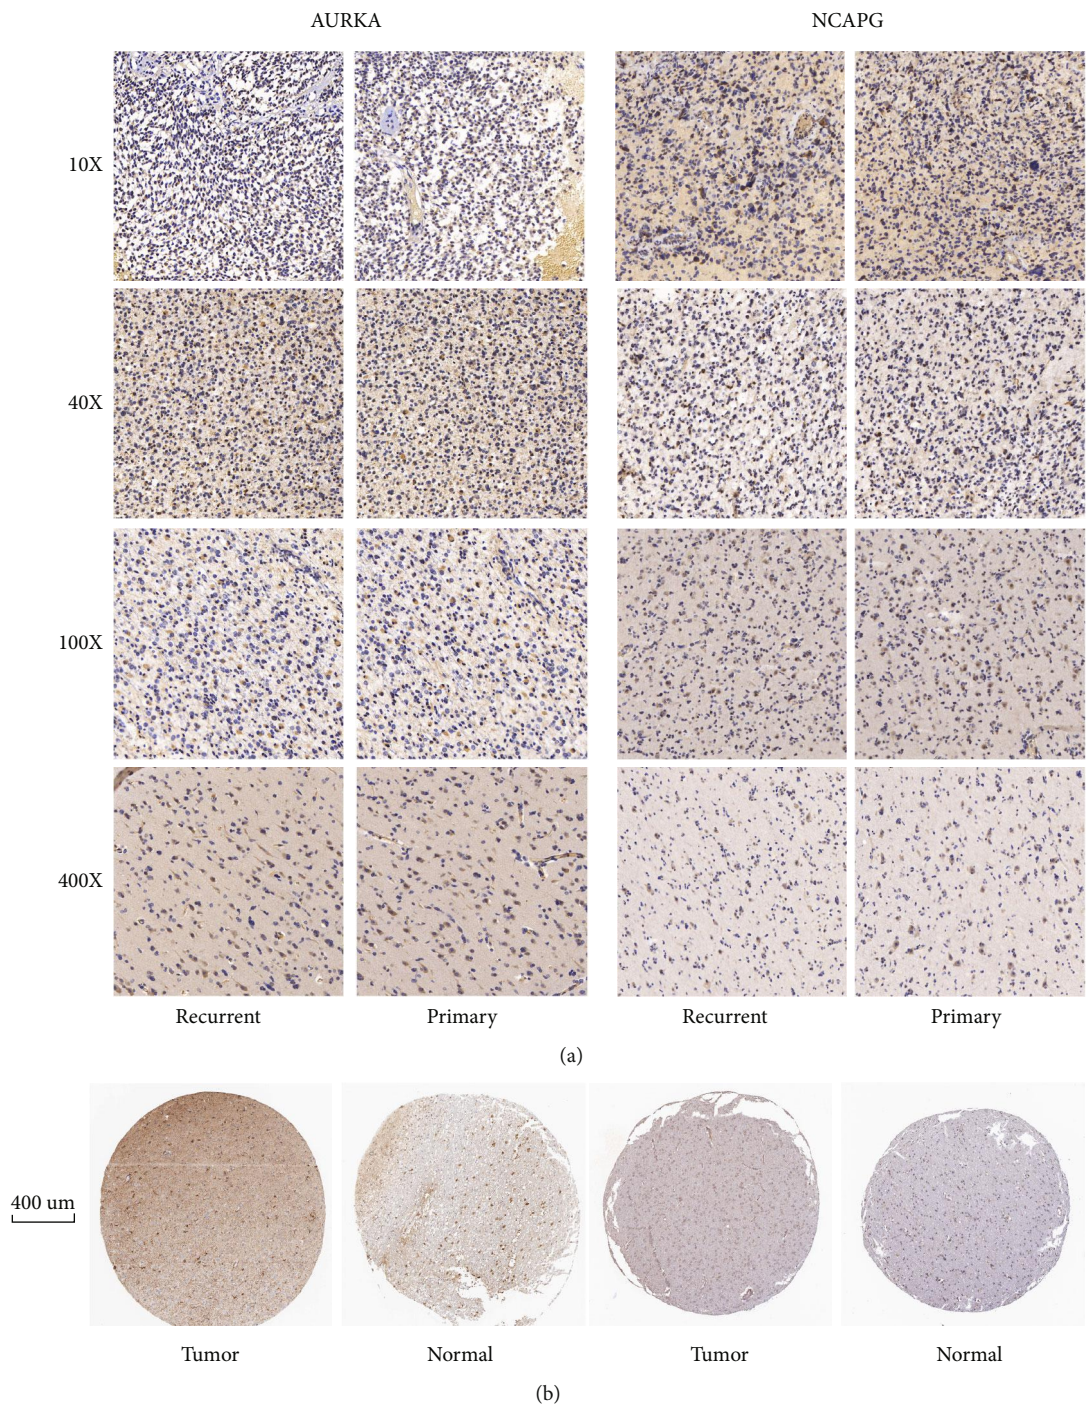 AURKA NCAPG
10X
40X
100X
400X
Recurrent Primary Recurrent Primary
(a)
400 um
Tumor Normal Tumor Normal
(b)